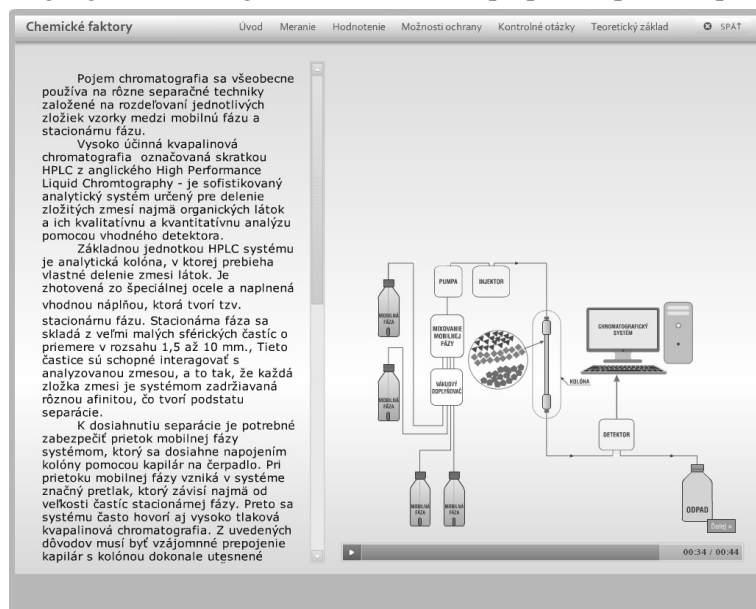 Chemické faktory
Úvod Meranie Hodnotenie Možnosti ochrany Kontrolné otázky Teoretický základ SPÄŤ
Pojem chromatografia sa všeobecne
používa na rôzne separačné techniky
založené na rozdeľovaní jednotlivých
zložiek vzorky medzi mobilnú fázu a
stacionárnu fázu.
Vysoko účinná kvapalinová
chromatografia označovaná skratkou
HPLC z anglického High Performance
Liquid Chromtography - je sofistikovaný
analytický systém určený pre delenie
zložitých zmesí najmä organických látok
a ich kvalitatívnu a kvantitatívnu analýzu
pomocou vhodného detektora.
Základnou jednotkou HPLC systému
je analytická kolóna, v ktorej prebieha
vlastné delenie zmesi látok. Je
zhotovená zo špeciálnej ocele a naplnená
vhodnou náplňou, ktorá tvorí tzv.
stacionárnu fázu. Stacionárna fáza sa
skladá z veľmi malých sférických častíc o
priemere v rozsahu 1,5 až 10 mm., Tieto
častice sú schopné interagovať s
analyzovanou zmesou, a to tak, že každá
zložka zmesi je systémom zadržiavaná
rôznou afinitou, čo tvorí podstatu
separácie.
K dosiahnutiu separácie je potrebné
zabezpečiť prietok mobilnej fázy
systémom, ktorý sa dosiahne napojením
kolóny pomocou kapilár na čerpadlo. Pri
prietoku mobilnej fázy vzniká v systéme
značný pretlak, ktorý závisí najmä od
veľkosti častíc stacionárnej fázy. Preto sa
systému často hovorí aj vysoko tlaková
kvapalinová chromatografia. Z uvedených
dôvodov musí byť vzájomnné prepojenie
kapilár s kolónou dokonale utesnené
PUMPA
INJEKTOR
MOBILNÁ
FÁZA
MIXOVANIE
MOBILNEJ
FÁZY
CHROMATOGRAFICKÝ
SYSTÉM
MOBILNÁ
FÁZA
VÁKUOVÝ
ODPLYŇOVAČ
KOLÓNA
DETEKTOR
MOBILNÁ
FÁZA
MOBILNÁ
FÁZA
ODPAD
Ďalej »
00:34 / 00:44